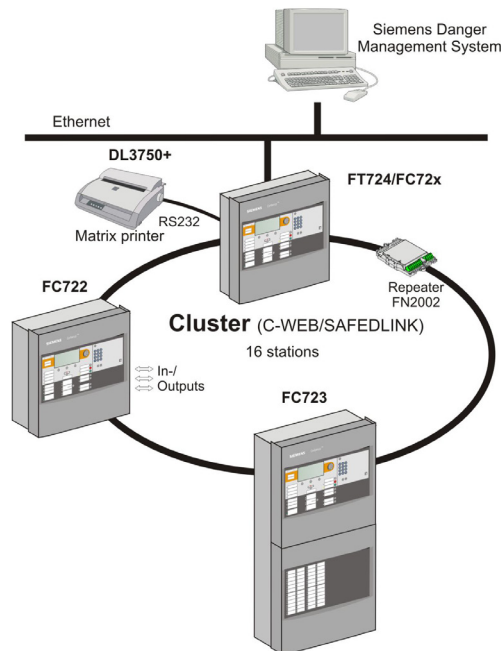 Siemens Danger
Management System
Ethernet
DL3750+
FT724/FC72x
RS232
Matrix printer
Repeater
FN2002
FC722
Cluster (C-WEB/SAFEDLINK)
16 stations
In-/
Outputs
FC723